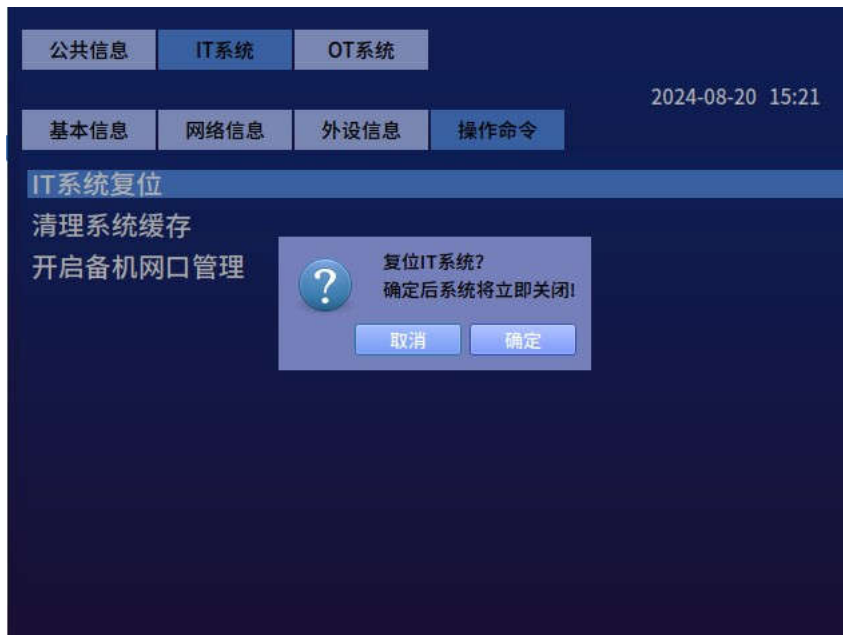 公共信息 IT系统 OT系统
2024-08-20 15:21
基本信息 网络信息 外设信息 操作命令
IT系统复位
清理系统缓存
开启备机网口管理
复位IT系统?
确定后系统将立即关闭!
取消 确定